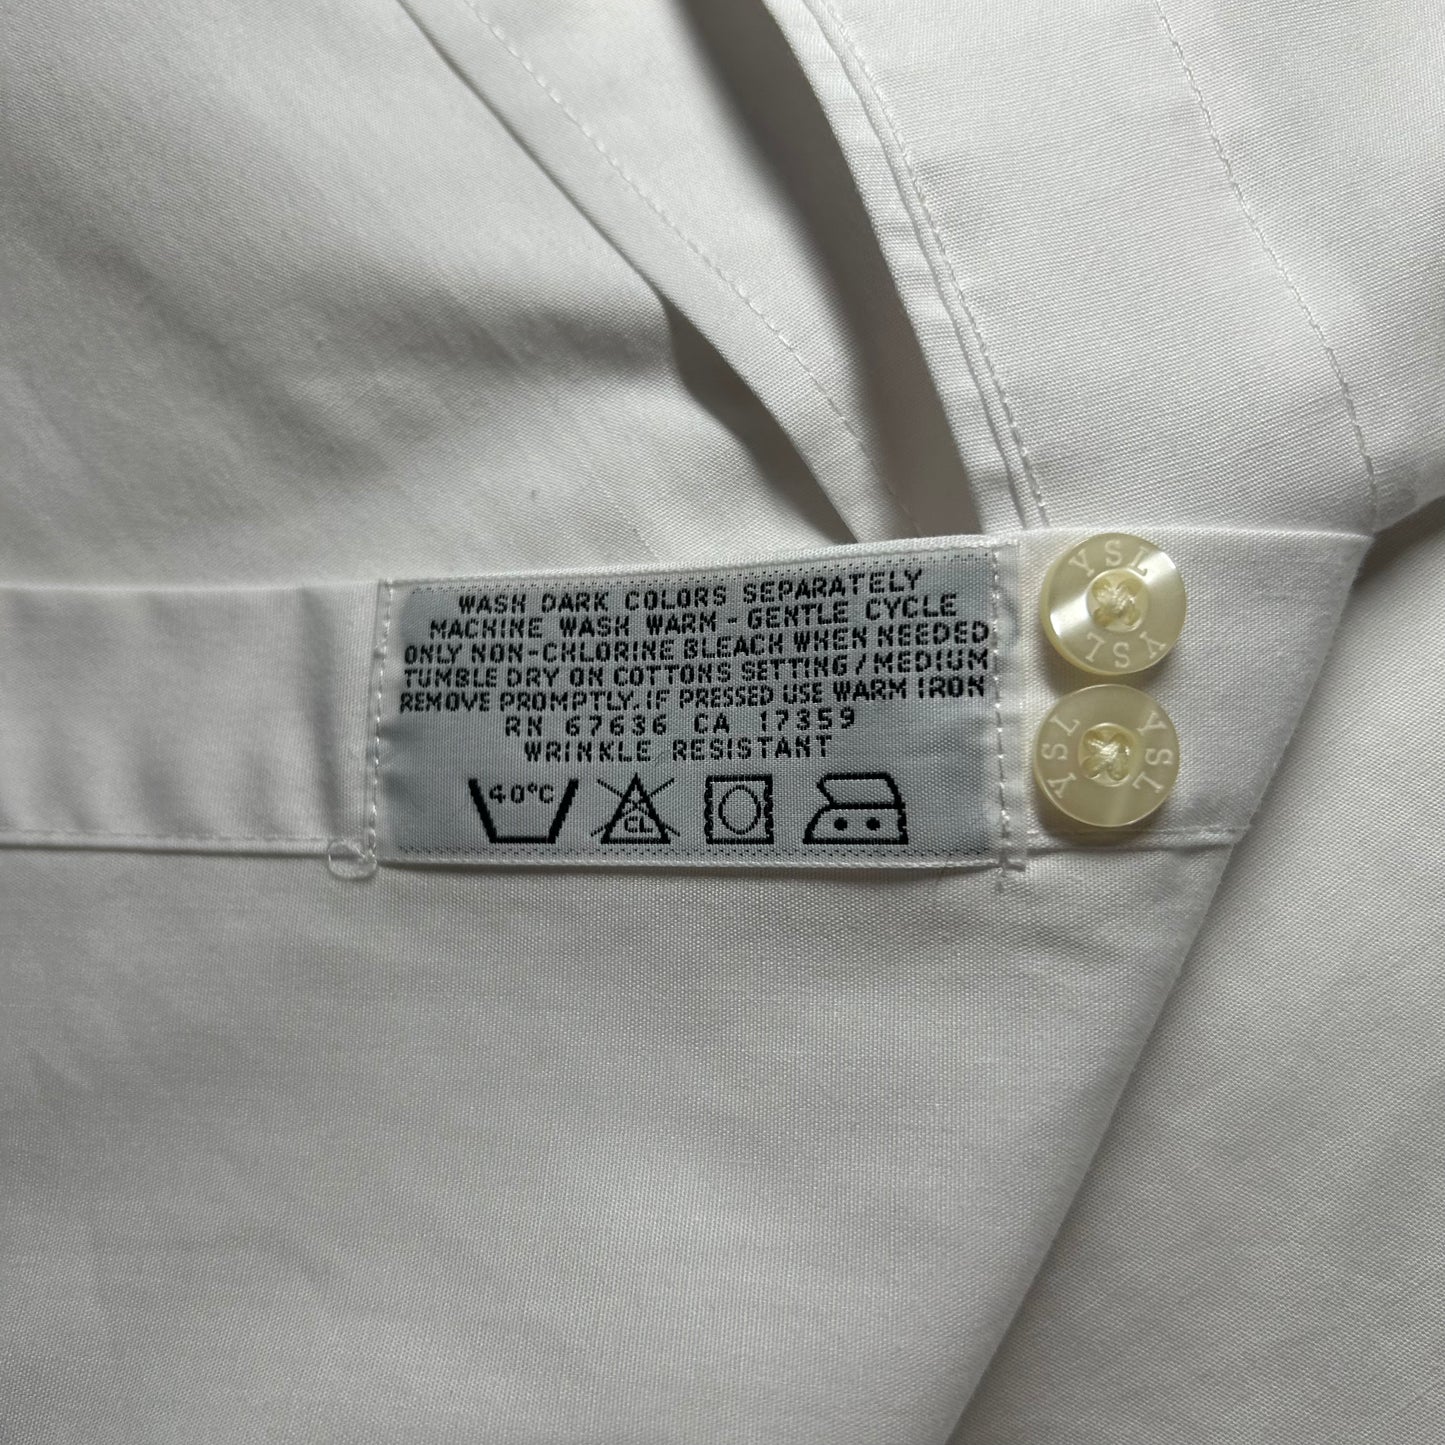 WASH DARK COLORS SEPARATELY
MACHINE WASH WARM - GENTLE CYCLE
ONLY NON-CHLORINE BLEACH WHEN NEEDED
TUMBLE DRY ON COTTONS SETTING / MEDIUM
REMOVE PROMPTLY. IF PRESSED USE WARM IRON
RN 67636 CA 17359
WRINKLE RESISTANT
40°C
CL
YSL
YSL
YSL
YSL